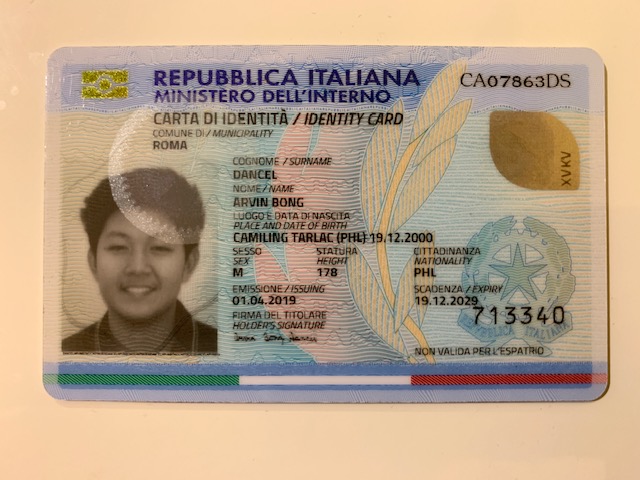 REPUBBLICA ITALIANA
CA07863DS
MINISTERO DELL'INTERNO
CARTA DI IDENTITÀ / IDENTITY CARD
COMUNE DI / MUNICIPALITY
ROMA
XVKV
COGNOME / SURNAME
DANCEL
NOME / NAME
ARVIN BONG
LUOGO E DATA DI NASCITA
PLACE AND DATE OF BIRTH
CAMILING TARLAC (PHL) 19.12.2000
SESSO STATURA CITTADINANZA
SEX HEIGHT NATIONALITY
M 178 PHL
EMISSIONE / ISSUING SCADENZA / EXPIRY
01.04.2019 19.12.2029
713340
FIRMA DEL TITOLARE
HOLDER'S SIGNATURE
NON VALIDA PER L'ESPATRIO